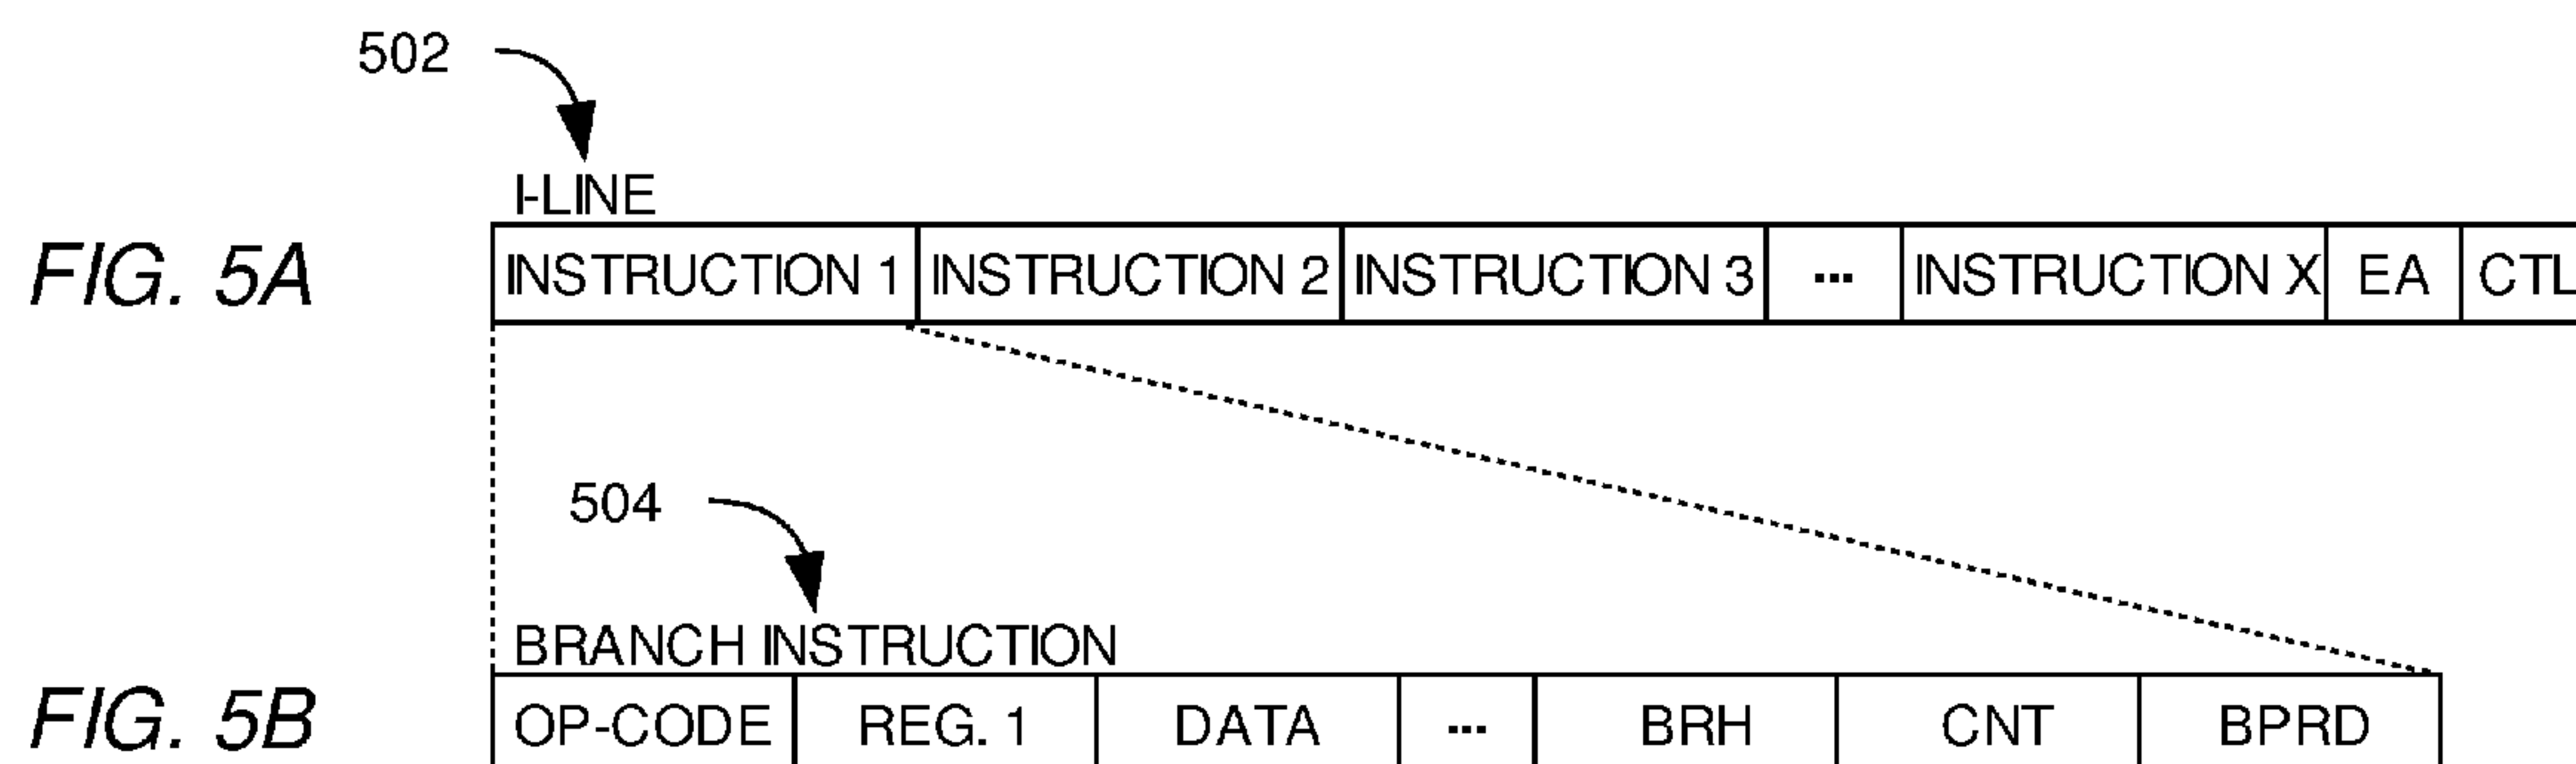 502
I-LINE
FIG. 5A INSTRUCTION 1 INSTRUCTION 2 INSTRUCTION 3 ... INSTRUCTION X EA CTL
504
BRANCH INSTRUCTION
FIG. 5B OP-CODE REG. 1 DATA ... BRH CNT BPRD